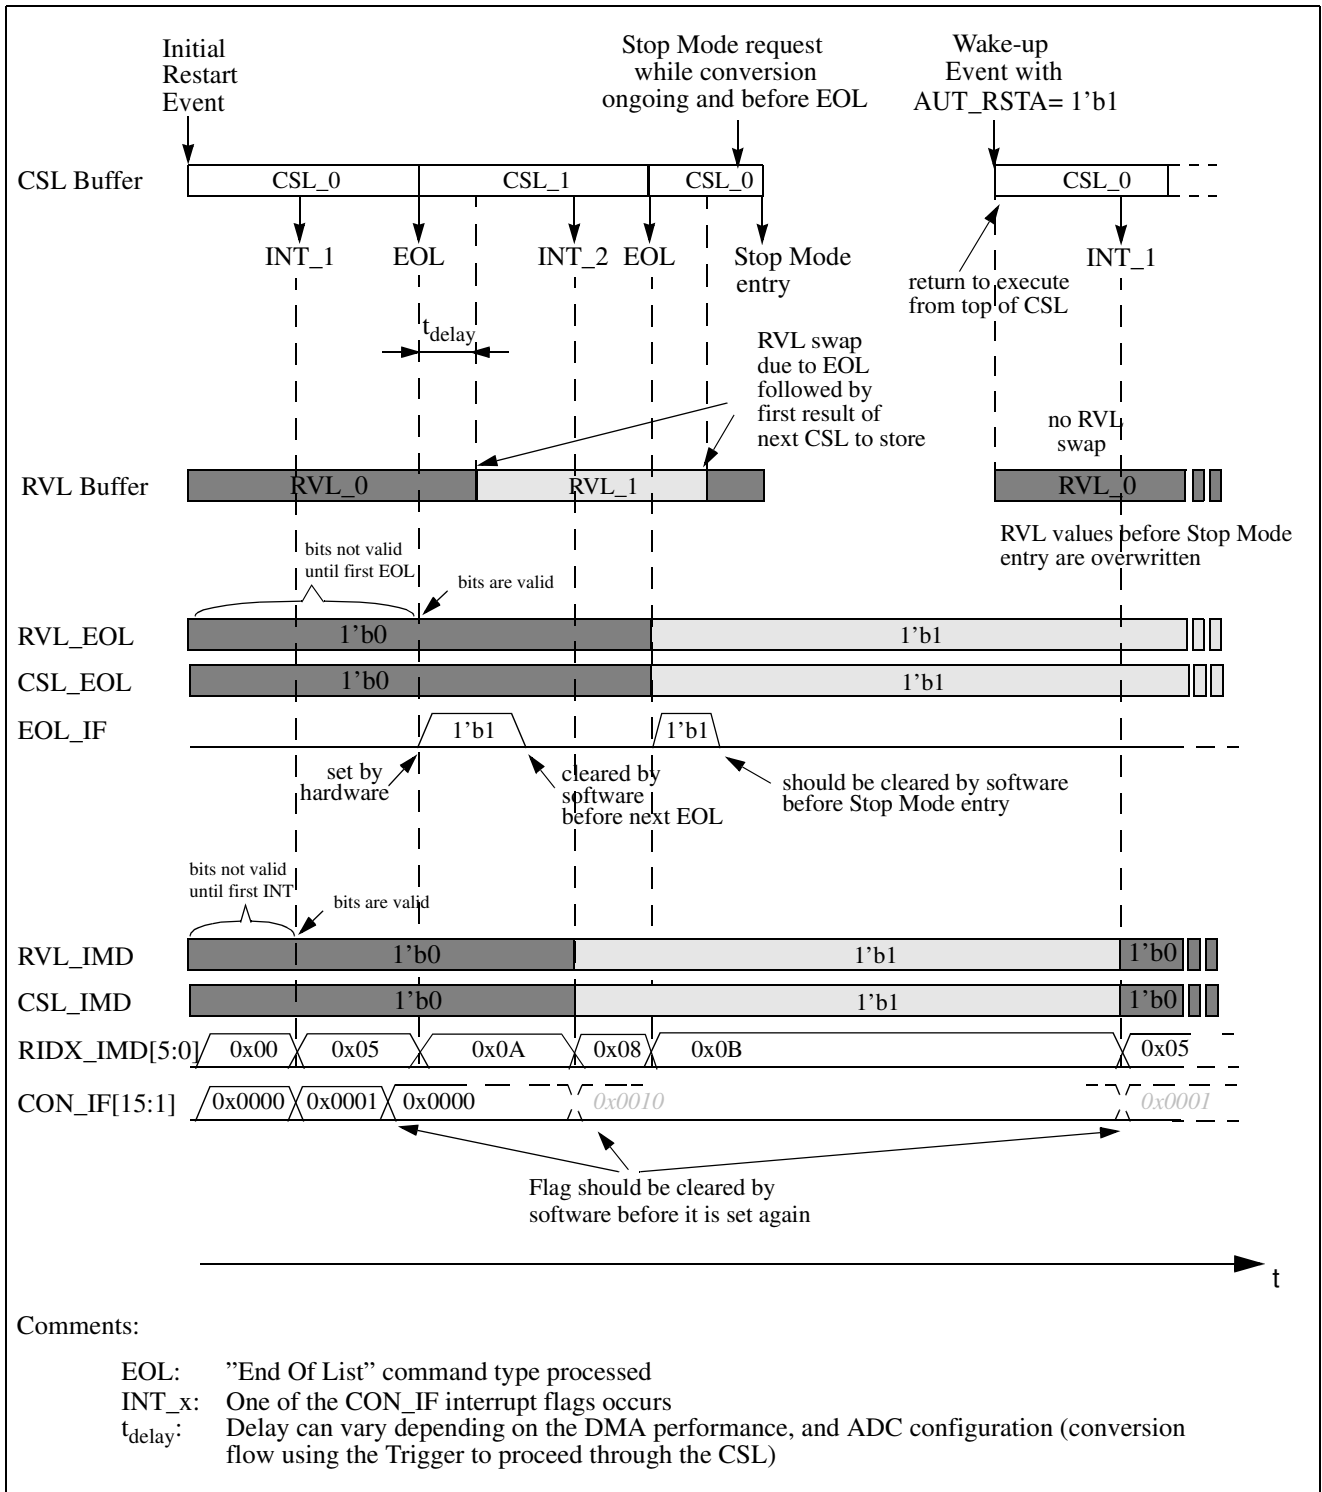 Initial
Restart
Event
Stop Mode request
while conversion
ongoing and before EOL
Wake-up
Event with
AUT_RSTA= 1’b1
CSL Buffer
CSL_0
CSL_1
CSL_0
CSL_0
INT_1
EOL
INT_2
EOL
Stop Mode
entry
INT_1
return to execute
from top of CSL
tdelay
RVL swap
due to EOL
followed by
first result of
next CSL to store
no RVL
swap
RVL Buffer
RVL_0
RVL_1
RVL_0
RVL values before Stop Mode
entry are overwritten
bits not valid
until first EOL
bits are valid
RVL_EOL
1’b0
1’b1
CSL_EOL
1’b0
1’b1
EOL_IF
1’b1
1’b1
set by
hardware
cleared by
software
before next EOL
should be cleared by software
before Stop Mode entry
bits not valid
until first INT
bits are valid
RVL_IMD
1’b0
1’b1
1’b0
CSL_IMD
1’b0
1’b1
1’b0
RIDX_IMD[5:0]
0x00
0x05
0x0A
0x08
0x0B
0x05
CON_IF[15:1]
0x0000
0x0001
0x0000
0x0010
0x0001
Flag should be cleared by
software before it is set again
t
Comments:
EOL: ”End Of List” command type processed
INT_x: One of the CON_IF interrupt flags occurs
tdelay: Delay can vary depending on the DMA performance, and ADC configuration (conversion
flow using the Trigger to proceed through the CSL)